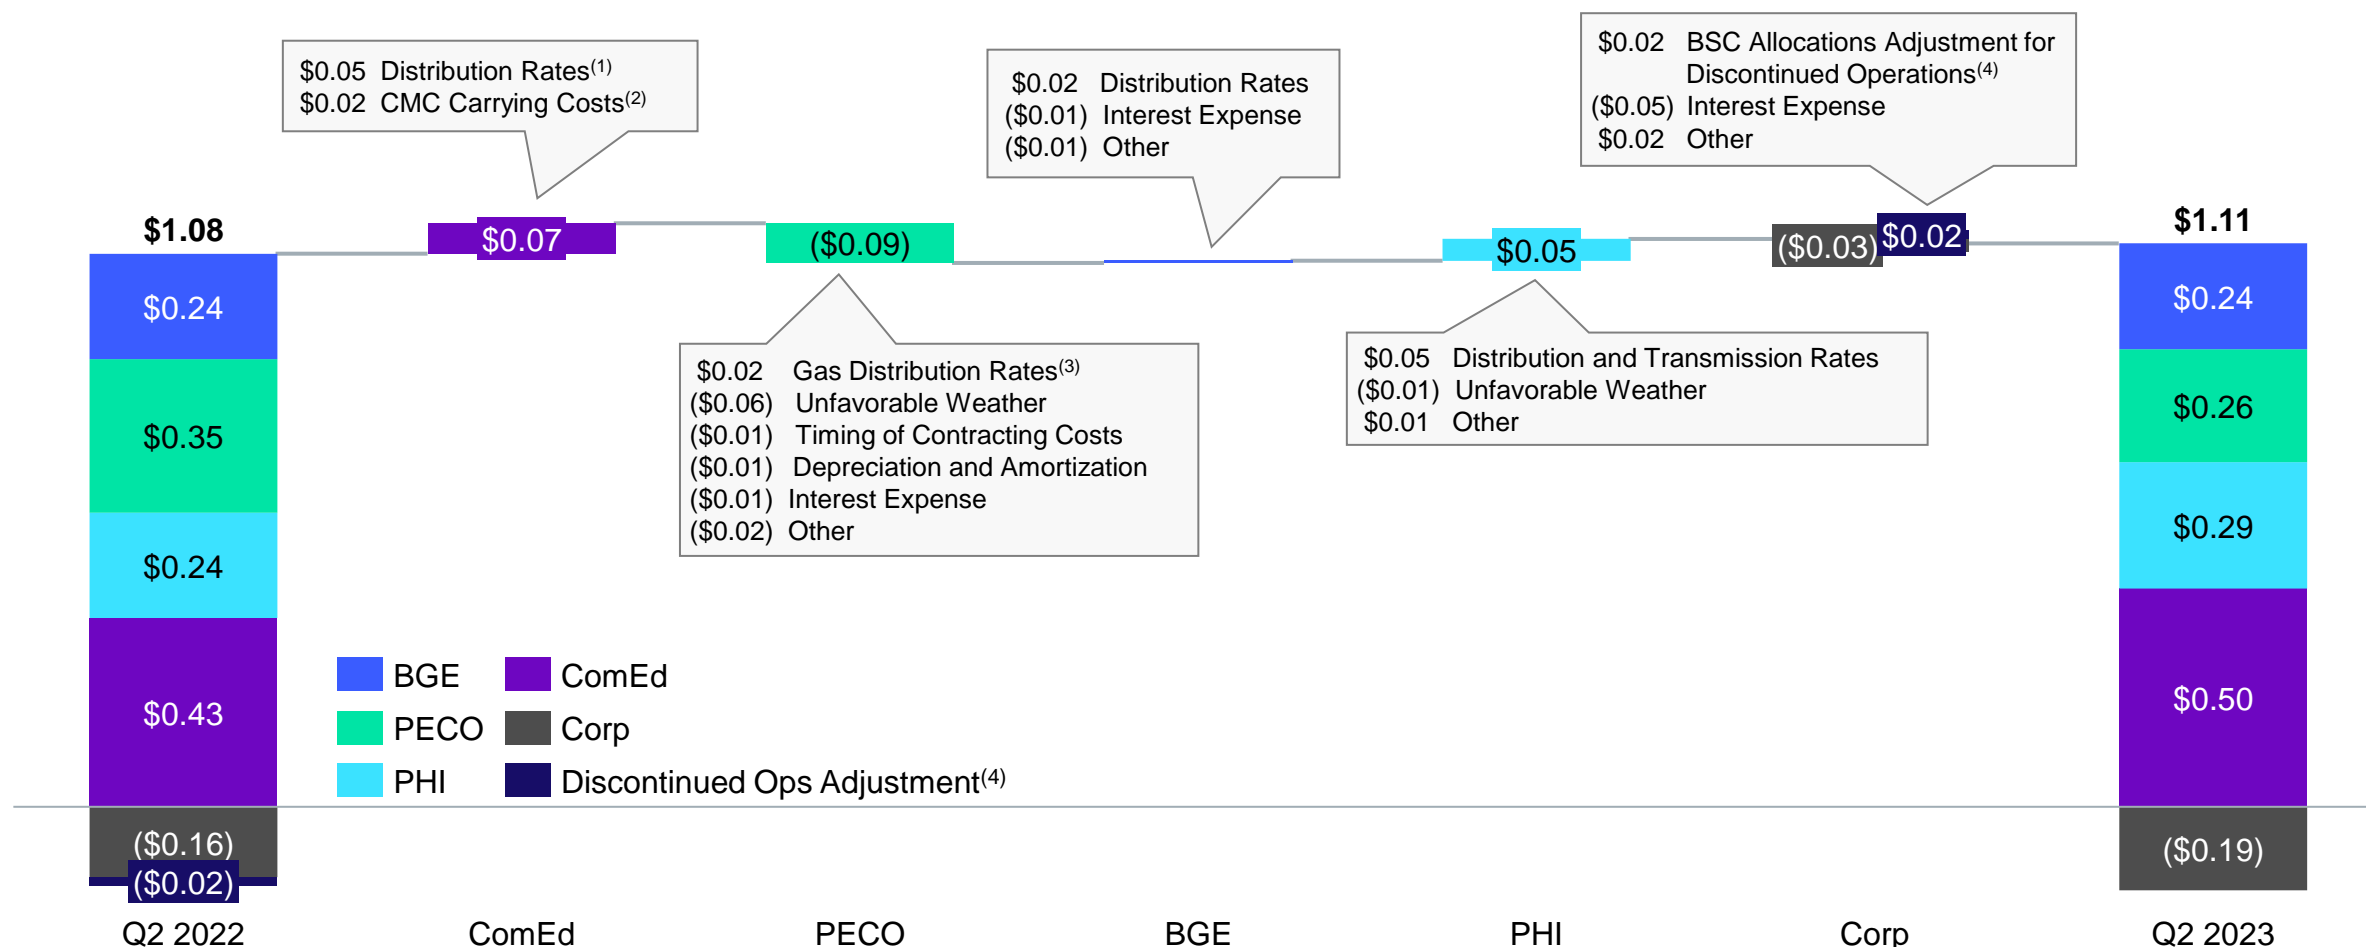 $0.05 Distribution Rates(1)
$0.02 CMC Carrying Costs(2)
$0.02 Distribution Rates
($0.01) Interest Expense
($0.01) Other
$0.02 BSC Allocations Adjustment for
Discontinued Operations(4)
($0.05) Interest Expense
$0.02 Other
$1.08
$0.24
$0.35
$0.24
$0.43
($0.16)
($0.02)
$0.07
($0.09)
$0.05
($0.03)
$0.02
$0.02 Gas Distribution Rates(3)
($0.06) Unfavorable Weather
($0.01) Timing of Contracting Costs
($0.01) Depreciation and Amortization
($0.01) Interest Expense
($0.02) Other
$0.05 Distribution and Transmission Rates
($0.01) Unfavorable Weather
$0.01 Other
$1.11
$0.24
$0.26
$0.29
$0.50
($0.19)
BGE
ComEd
PECO
Corp
PHI
Discontinued Ops Adjustment(4)
Q2 2022
ComEd
PECO
BGE
PHI
Corp
Q2 2023